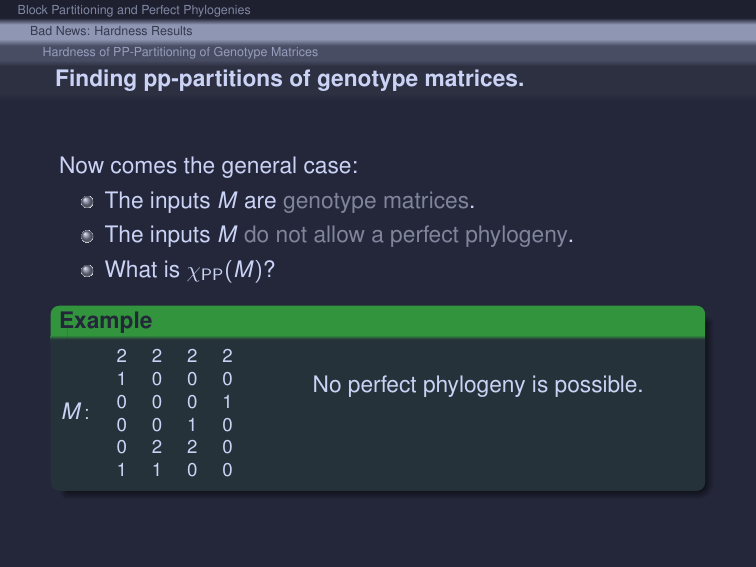 Block Partitioning and Perfect Phylogenies
Bad News: Hardness Results
Hardness of PP-Partitioning of Genotype Matrices
Finding pp-partitions of genotype matrices.
Now comes the general case:
The inputs M are genotype matrices.
The inputs M do not allow a perfect phylogeny.
What is χPP(M)?
Example
M:
2 2 2 2
1 0 0 0
0 0 0 1
0 0 1 0
0 2 2 0
1 1 0 0
No perfect phylogeny is possible.